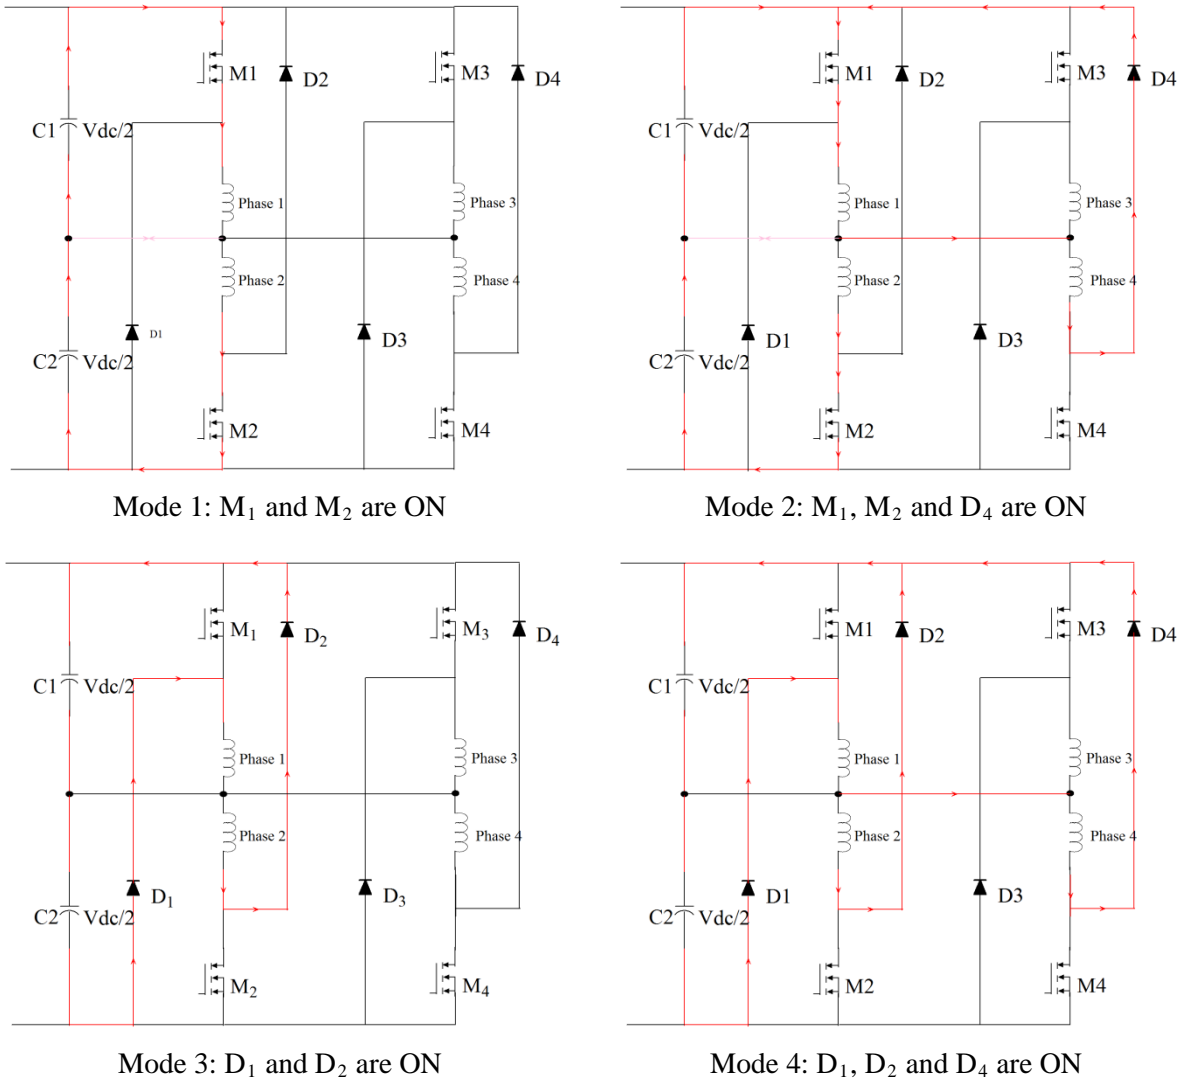 M1
D2
M3
D4
C1
Vdc/2
Phase 1
Phase 3
Phase 2
Phase 4
D1
D3
C2
Vdc/2
M2
M4
Mode 1: M₁ and M₂ are ON
M1
D2
M3
D4
C1
Vdc/2
Phase 1
Phase 3
Phase 2
Phase 4
D1
D3
C2
Vdc/2
M2
M4
Mode 2: M₁, M₂ and D₄ are ON
M₁
D₂
M₃
D₄
C1
Vdc/2
Phase 1
Phase 3
Phase 2
Phase 4
D₁
D₃
C2
Vdc/2
M₂
M₄
Mode 3: D₁ and D₂ are ON
M1
D2
M3
D4
C1
Vdc/2
Phase 1
Phase 3
Phase 2
Phase 4
D1
D3
C2
Vdc/2
M2
M4
Mode 4: D₁, D₂ and D₄ are ON